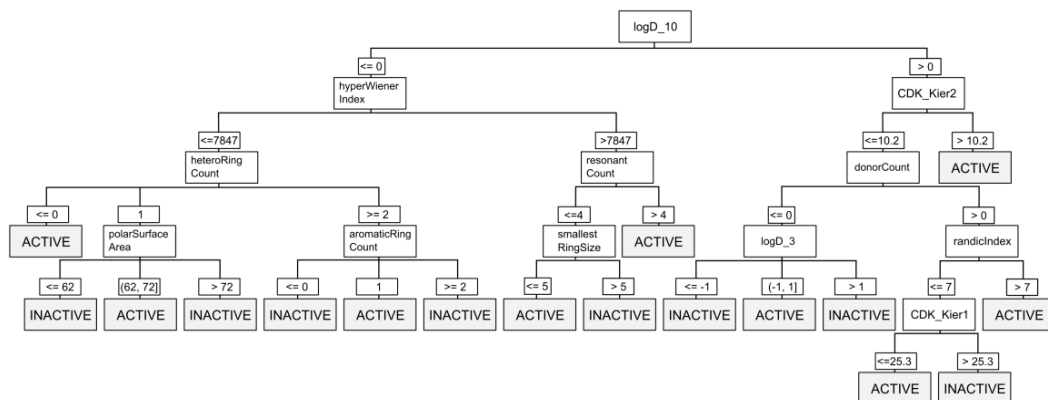 logD_10
<= 0
> 0
hyperWiener
Index
CDK_Kier2
<=7847
>7847
<=10.2
> 10.2
heteroRing
Count
resonant
Count
donorCount
ACTIVE
<= 0
1
>= 2
<=4
> 4
<= 0
> 0
ACTIVE
polarSurface
Area
aromaticRing
Count
smallest
RingSize
ACTIVE
logD_3
randicIndex
<= 62
(62, 72]
> 72
<= 0
1
>= 2
<= 5
> 5
<= -1
(-1, 1]
> 1
<= 7
> 7
INACTIVE
ACTIVE
INACTIVE
INACTIVE
ACTIVE
INACTIVE
ACTIVE
INACTIVE
INACTIVE
ACTIVE
INACTIVE
CDK_Kier1
ACTIVE
<=25.3
> 25.3
ACTIVE
INACTIVE